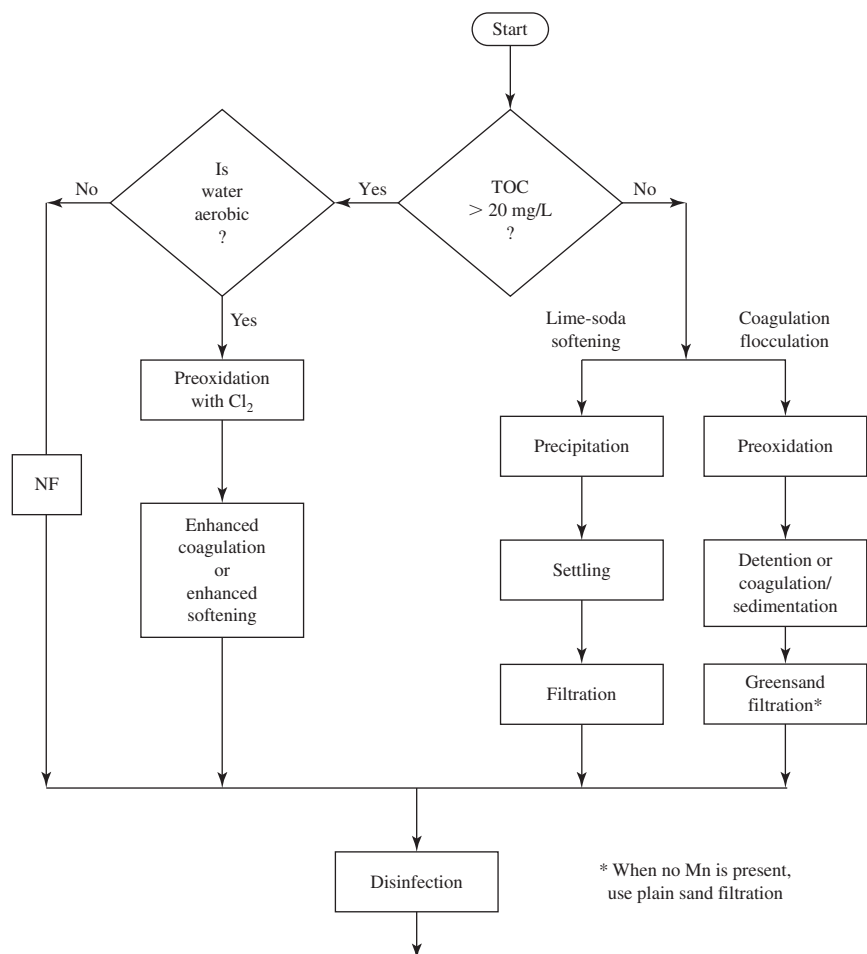 Start
TOC
> 20 mg/L
?
Is
water
aerobic
?
No
Yes
No
Yes
Lime-soda
softening
Coagulation
flocculation
Preoxidation
with Cl₂
Precipitation
Preoxidation
NF
Enhanced
coagulation
or
enhanced
softening
Settling
Detention or
coagulation/
sedimentation
Filtration
Greensand
filtration*
Disinfection
* When no Mn is present,
use plain sand filtration